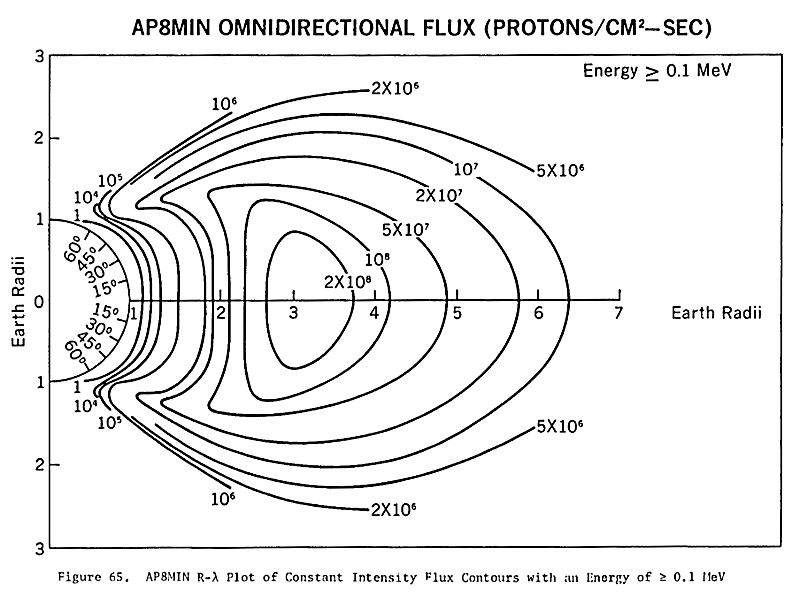 AP8MIN OMNIDIRECTIONAL FLUX (PROTONS/CM²—SEC)
3
Energy ≥ 0.1 MeV
2X10⁶
10⁶
2
10⁷
5X10⁶
10⁵
2X10⁷
10⁴
1
1
5X10⁷
60°
45°
10⁸
30°
2X10⁸
15°
Earth Radii
0
1 2 3 4 5 6 7 Earth Radii
15°
30°
45°
60°
1
1
10⁴
10⁵
5X10⁶
2
10⁶
2X10⁶
3
Figure 65. AP8MIN R-λ Plot of Constant Intensity Flux Contours with an Energy of ≥ 0.1 MeV